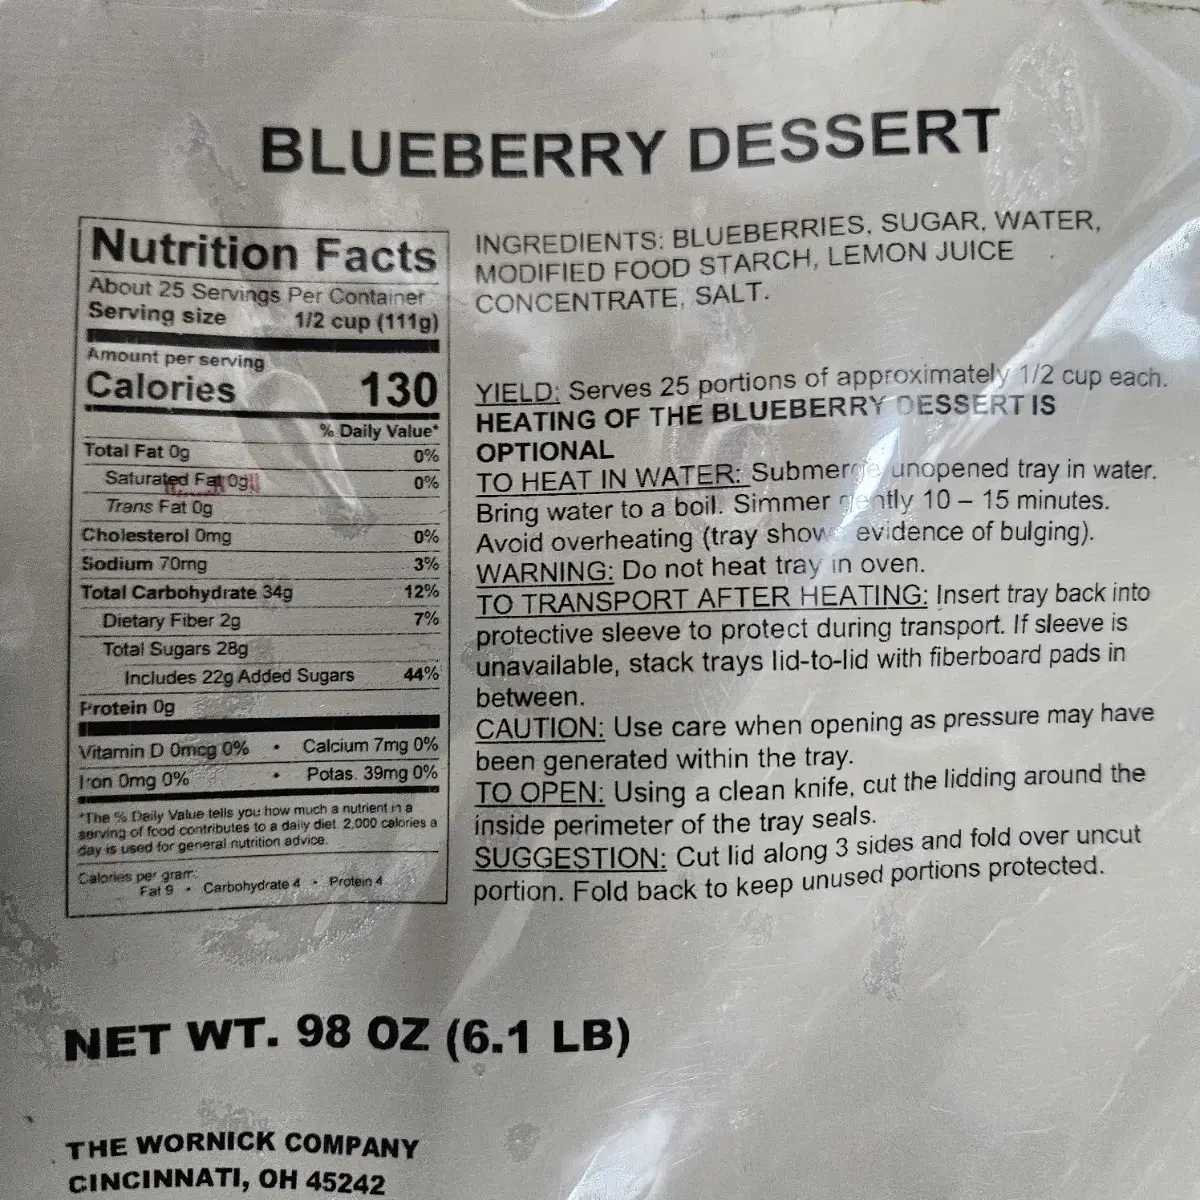 BLUEBERRY DESSERT
Nutrition Facts
About 25 Servings Per Container
Serving size 1/2 cup (111g)
Amount per serving
Calories 130
% Daily Value*
Total Fat 0g 0%
Saturated Fat 0g 0%
Trans Fat 0g
Cholesterol 0mg 0%
Sodium 70mg 3%
Total Carbohydrate 34g 12%
Dietary Fiber 2g 7%
Total Sugars 28g
Includes 22g Added Sugars 44%
Protein 0g
Vitamin D 0mcg 0% • Calcium 7mg 0%
Iron 0mg 0% • Potas. 39mg 0%
*The % Daily Value tells you how much a nutrient in a
serving of food contributes to a daily diet. 2,000 calories a
day is used for general nutrition advice.
Calories per gram:
Fat 9 • Carbohydrate 4 • Protein 4
INGREDIENTS: BLUEBERRIES, SUGAR, WATER,
MODIFIED FOOD STARCH, LEMON JUICE
CONCENTRATE, SALT.
YIELD: Serves 25 portions of approximately 1/2 cup each.
HEATING OF THE BLUEBERRY DESSERT IS
OPTIONAL
TO HEAT IN WATER: Submerge unopened tray in water.
Bring water to a boil. Simmer gently 10 – 15 minutes.
Avoid overheating (tray shows evidence of bulging).
WARNING: Do not heat tray in oven.
TO TRANSPORT AFTER HEATING: Insert tray back into
protective sleeve to protect during transport. If sleeve is
unavailable, stack trays lid-to-lid with fiberboard pads in
between.
CAUTION: Use care when opening as pressure may have
been generated within the tray.
TO OPEN: Using a clean knife, cut the lidding around the
inside perimeter of the tray seals.
SUGGESTION: Cut lid along 3 sides and fold over uncut
portion. Fold back to keep unused portions protected.
NET WT. 98 OZ (6.1 LB)
THE WORNICK COMPANY
CINCINNATI, OH 45242